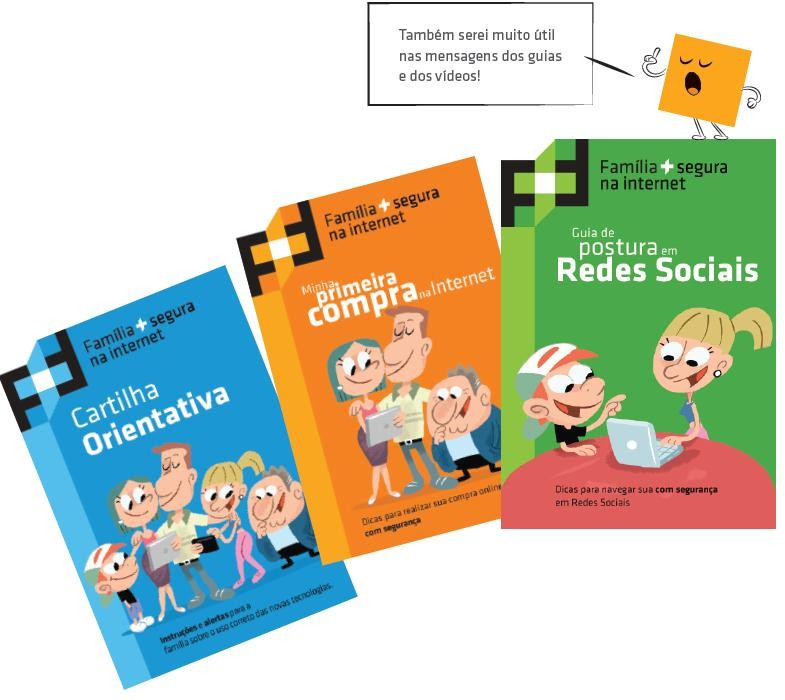 Também serei muito útil
nas mensagens dos guias
e dos vídeos!
Família + segura
na internet
Guia de
postura em
Redes Sociais
Dicas para navegar sua com segurança
em Redes Sociais
Família + segura
na internet
Minha
primeira
compra na Internet
Dicas para realizar sua compra online
com segurança
Família + segura
na internet
Cartilha
Orientativa
Instruções e alertas para a
família sobre o uso correto das novas tecnologias.